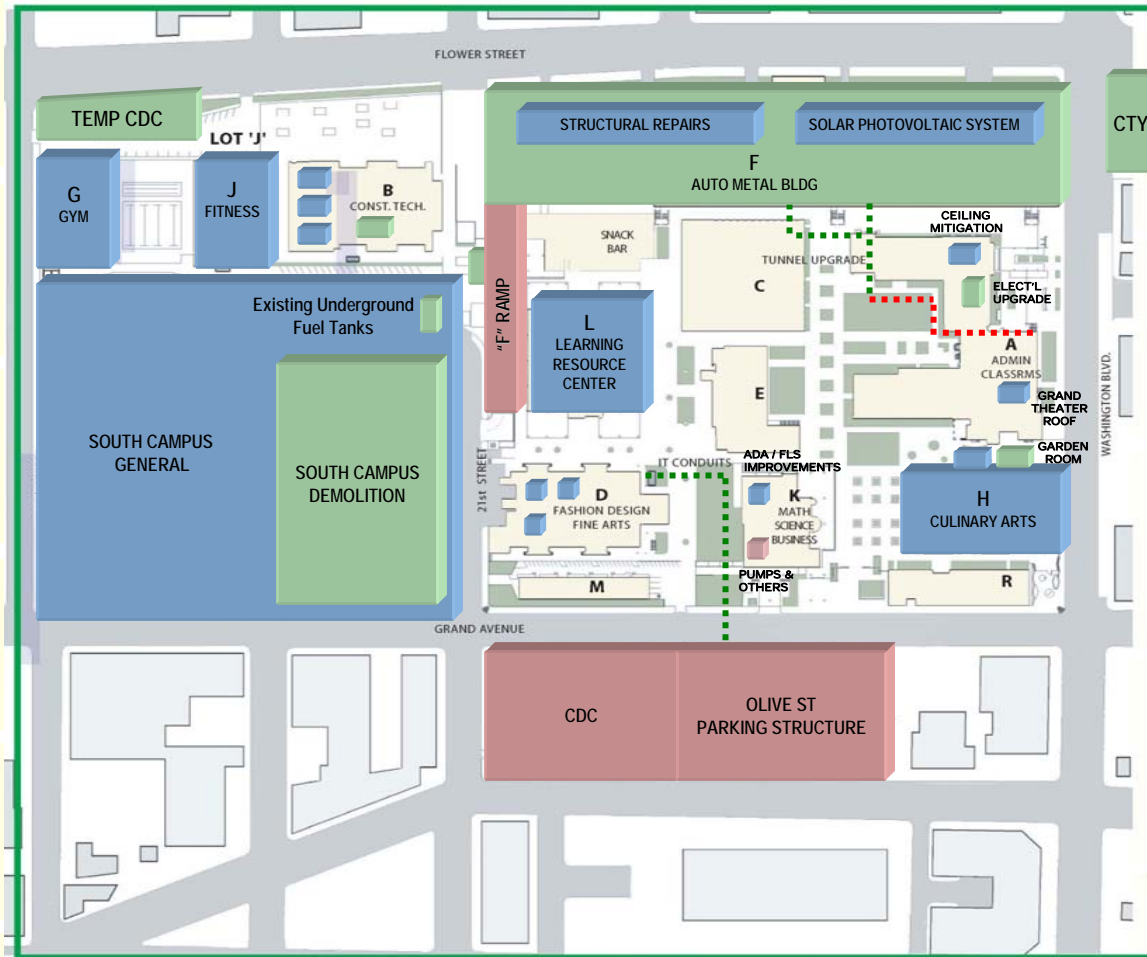 FLOWER STREET
TEMP CDC
LOT 'J'
STRUCTURAL REPAIRS
SOLAR PHOTOVOLTAIC SYSTEM
CTY
F
AUTO METAL BLDG
G
GYM
J
FITNESS
B
CONST. TECH.
SNACK
BAR
CEILING
MITIGATION
TUNNEL UPGRADE
C
ELECT'L
UPGRADE
Existing Underground
Fuel Tanks
"F" RAMP
L
LEARNING
RESOURCE
CENTER
A
ADMIN
CLASSRMS
E
GRAND
THEATER
ROOF
WASHINGTON BLVD.
SOUTH CAMPUS
GENERAL
SOUTH CAMPUS
DEMOLITION
21st STREET
IT CONDUITS
ADA / FLS
IMPROVEMENTS
GARDEN
ROOM
D
FASHION DESIGN
FINE ARTS
K
MATH
SCIENCE
BUSINESS
H
CULINARY ARTS
PUMPS &
OTHERS
M
R
GRAND AVENUE
CDC
OLIVE ST
PARKING STRUCTURE